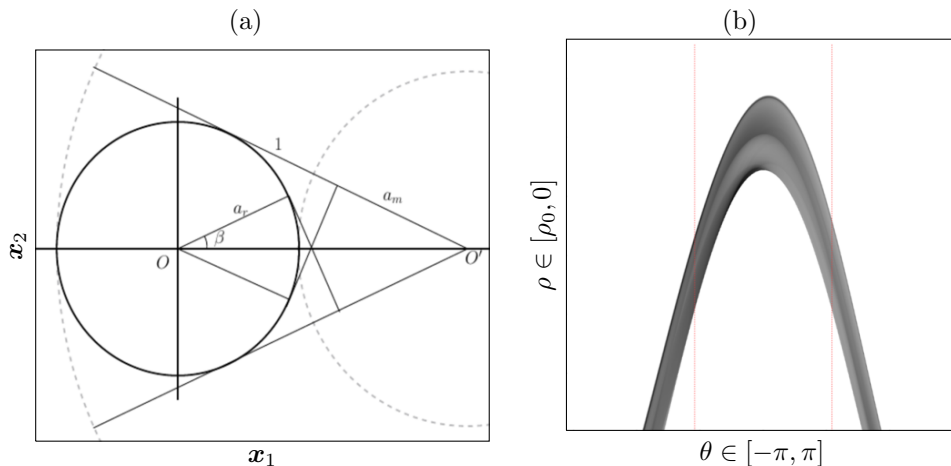 (a)
(b)
1
a_m
a_r
β
O
O′
x_2
x_1
ρ ∈ [ρ_0, 0]
θ ∈ [−π, π]